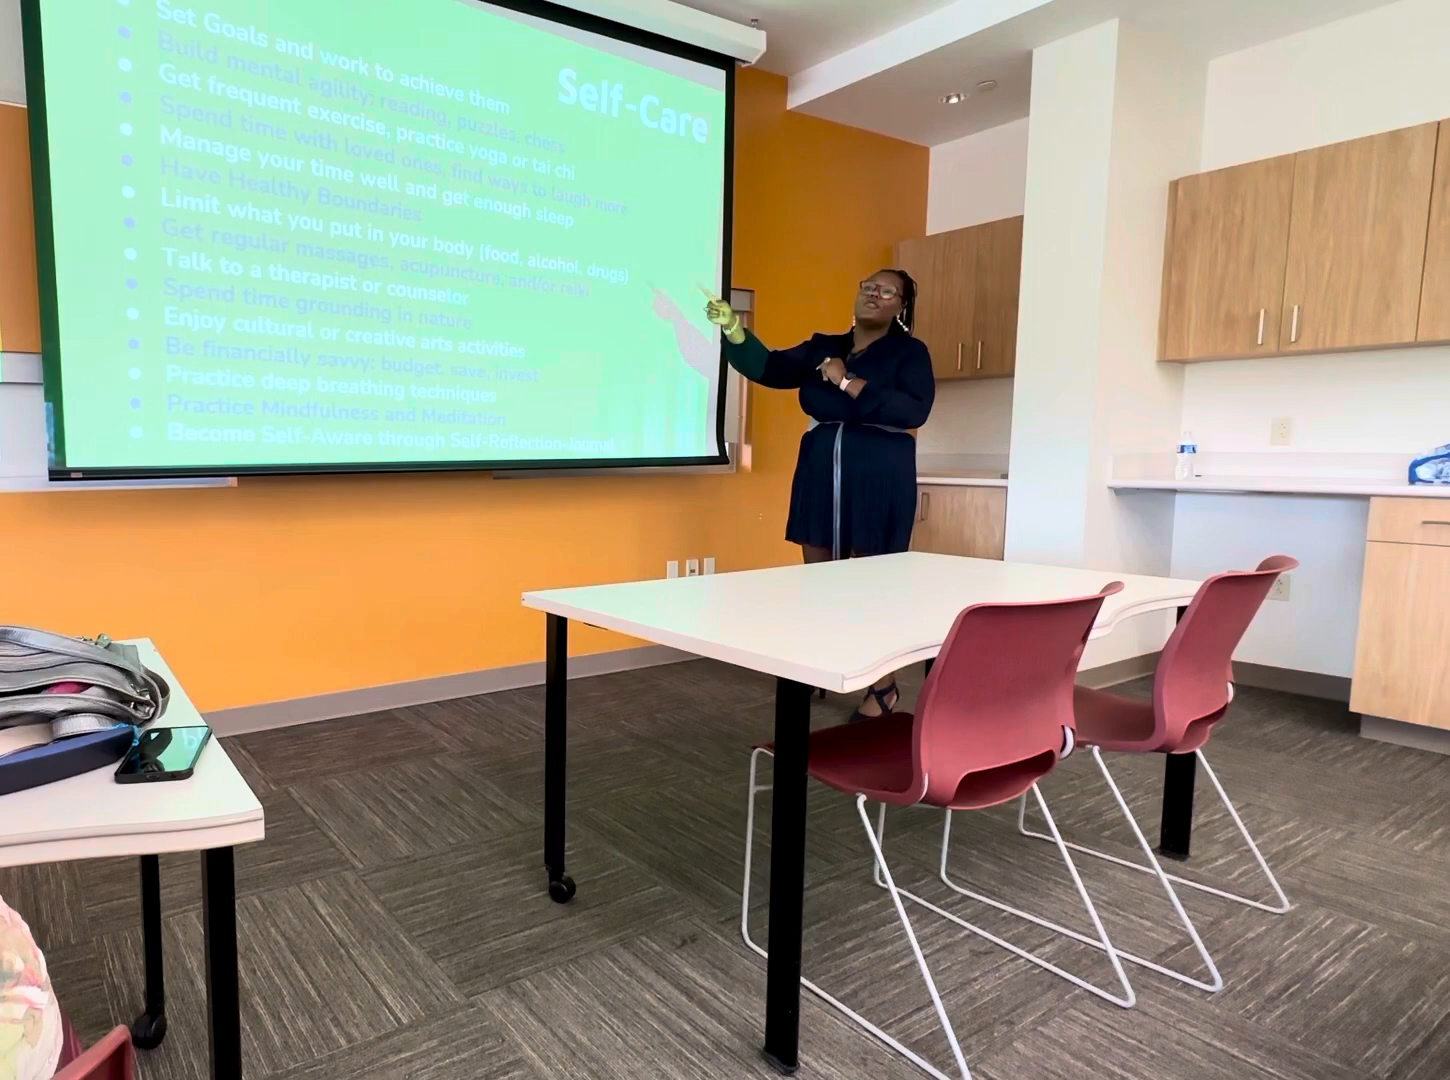 Self-Care
Set Goals and work to achieve them
Build mental agility: reading, puzzles, chess
Get frequent exercise, practice yoga or tai chi
Spend time with loved ones, find ways to laugh more
Manage your time well and get enough sleep
Have Healthy Boundaries
Limit what you put in your body (food, alcohol, drugs)
Get regular massages, acupuncture, and/or reiki
Talk to a therapist or counselor
Spend time grounding in nature
Enjoy cultural or creative arts activities
Be financially savvy: budget, save, invest
Practice deep breathing techniques
Practice Mindfulness and Meditation
Become Self-Aware through Self-Reflection-Journal